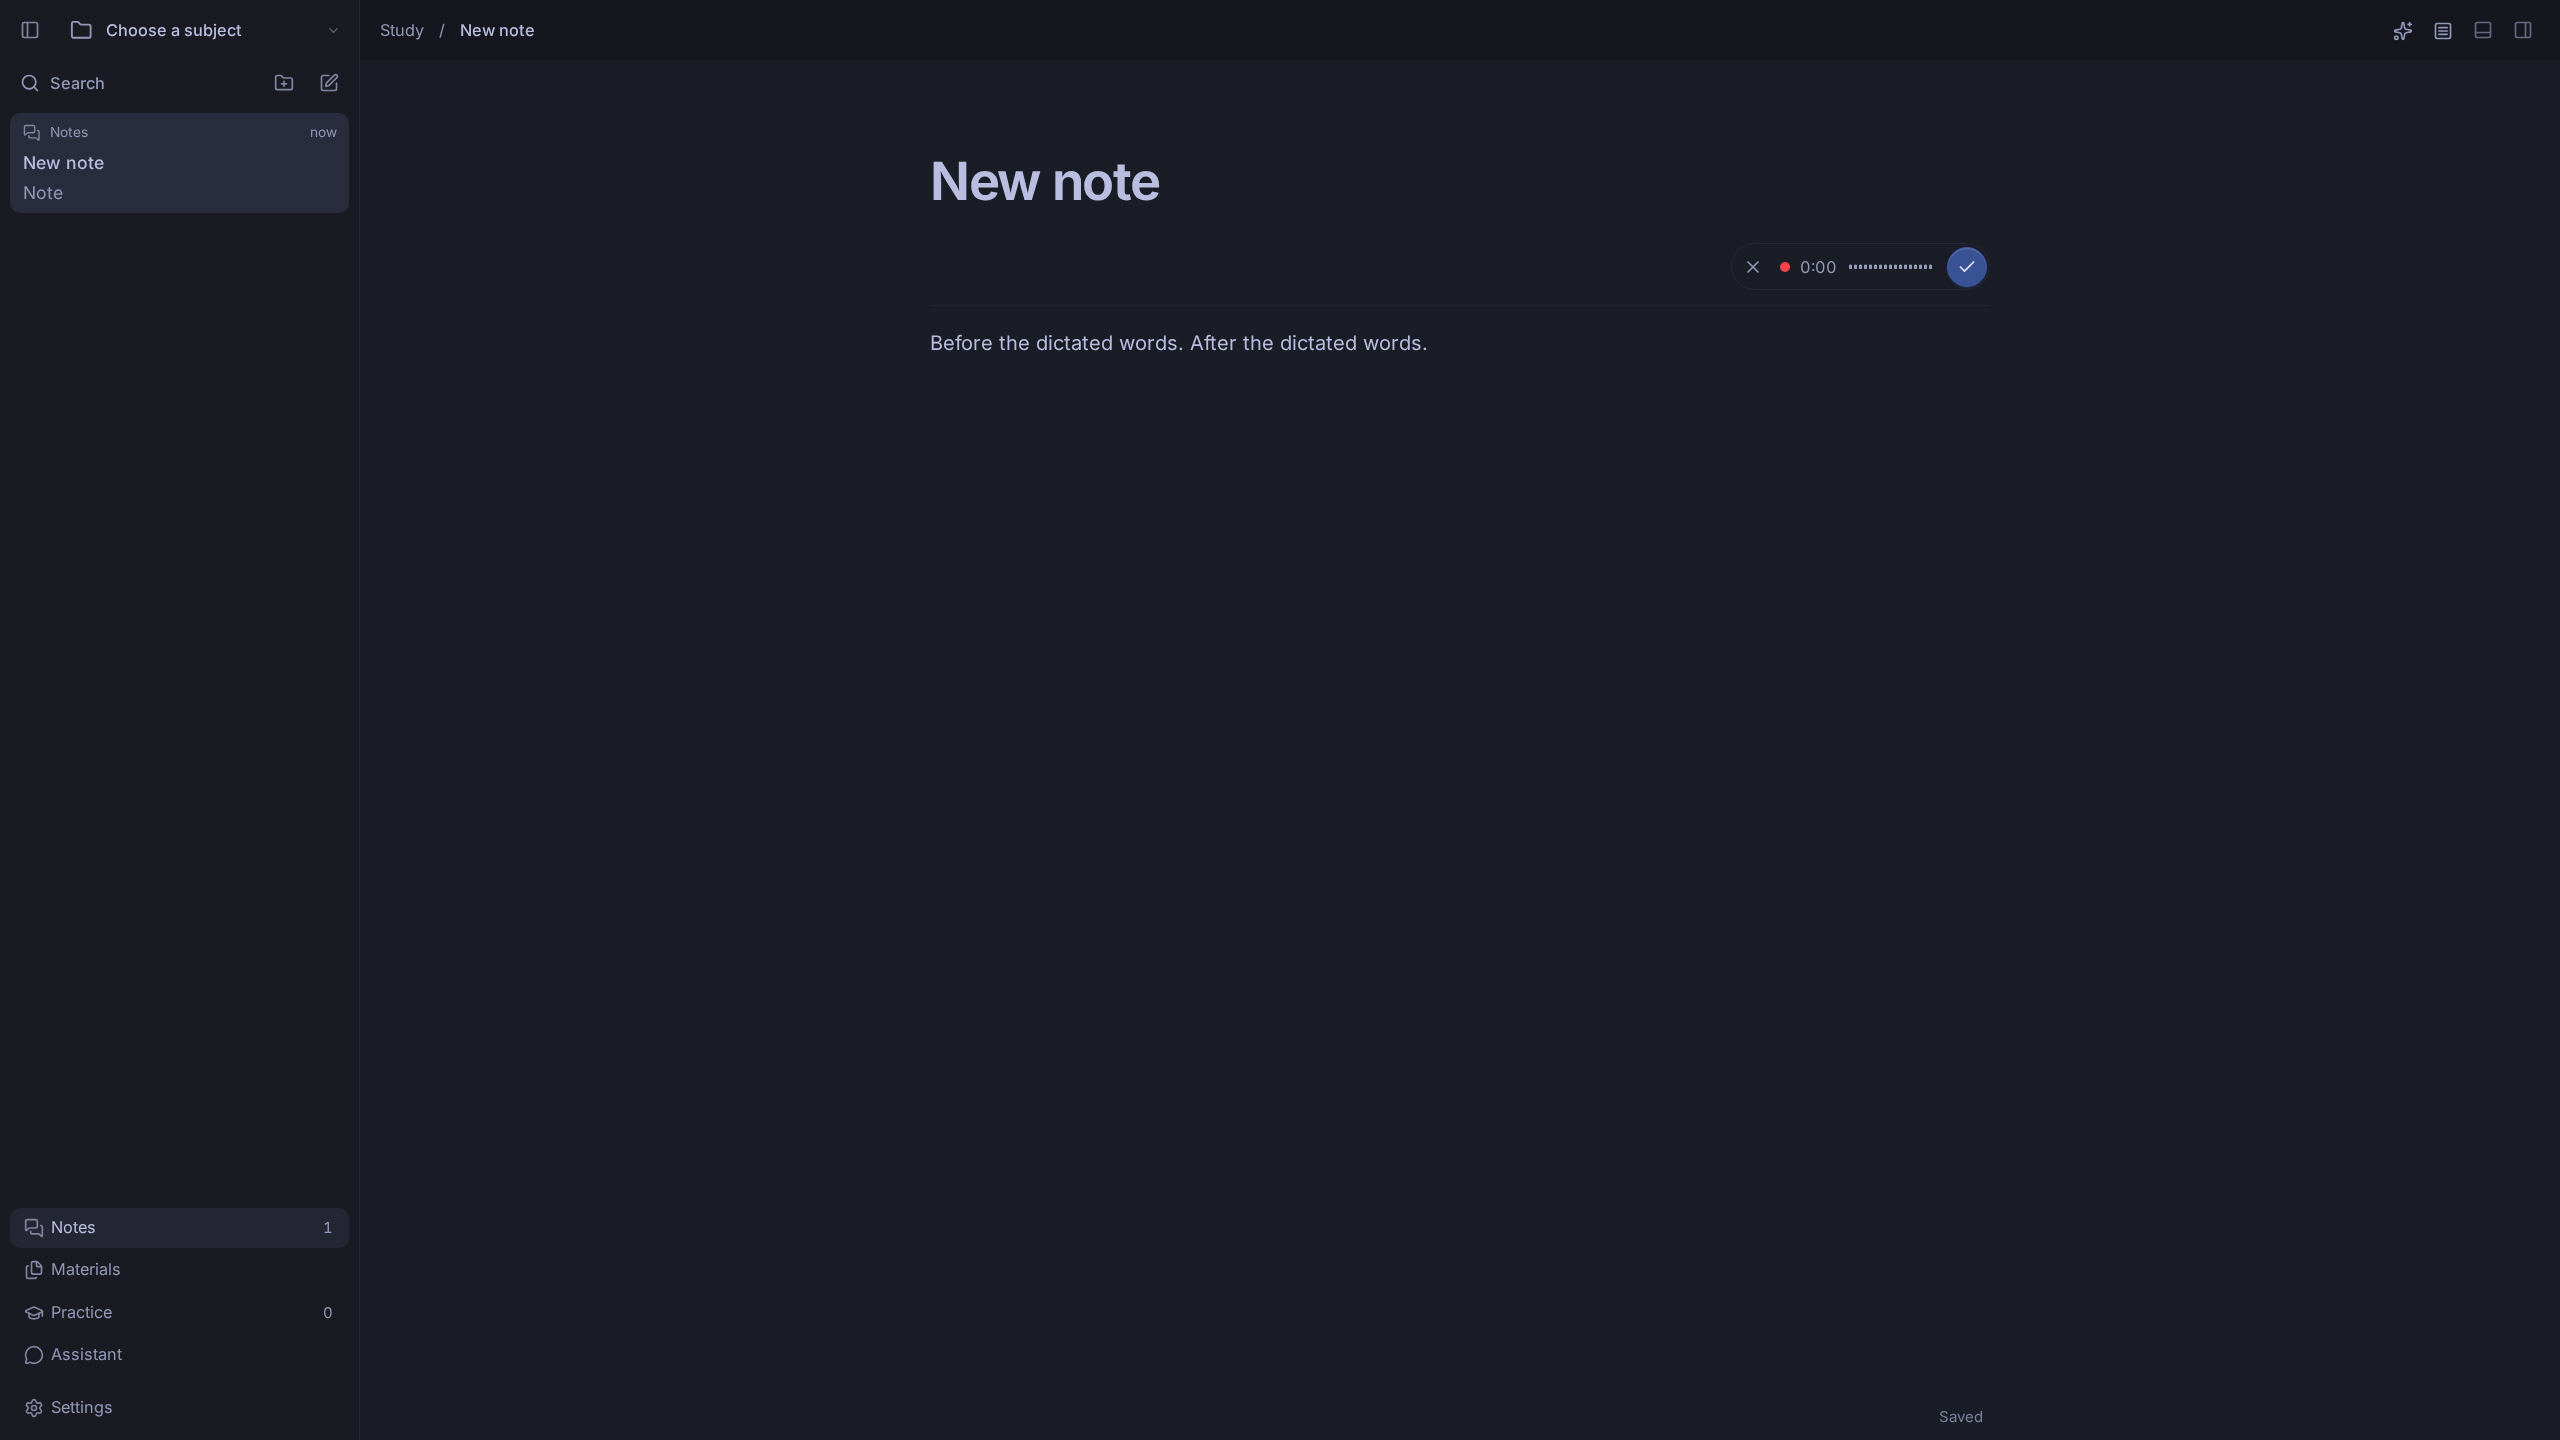 Choose a subject
Study / New note
Search
Notes now
New note
Note
New note
0:00
Before the dictated words. After the dictated words.
Notes 1
Materials
Practice 0
Assistant
Settings
Saved